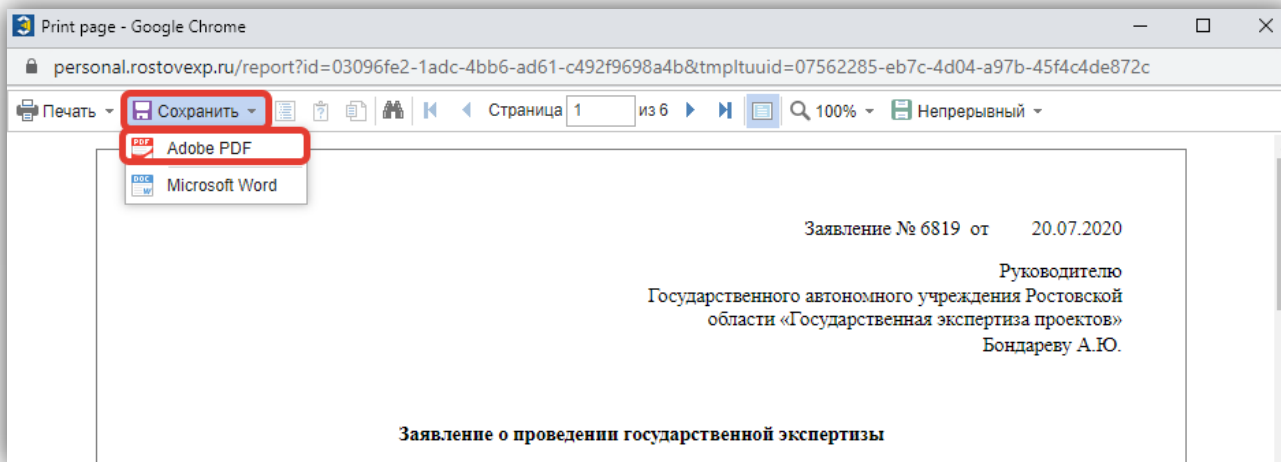 Print page - Google Chrome
personal.rostovexp.ru/report?id=03096fe2-1adc-4bb6-ad61-c492f9698a4b&tmpltuuid=07562285-eb7c-4d04-a97b-45f4c4de872c
Печать Сохранить Страница 1 из 6 100% Непрерывный
PDF Adobe PDF
DOC W Microsoft Word
Заявление № 6819 от 20.07.2020
Руководителю
Государственного автономного учреждения Ростовской
области «Государственная экспертиза проектов»
Бондареву А.Ю.
Заявление о проведении государственной экспертизы